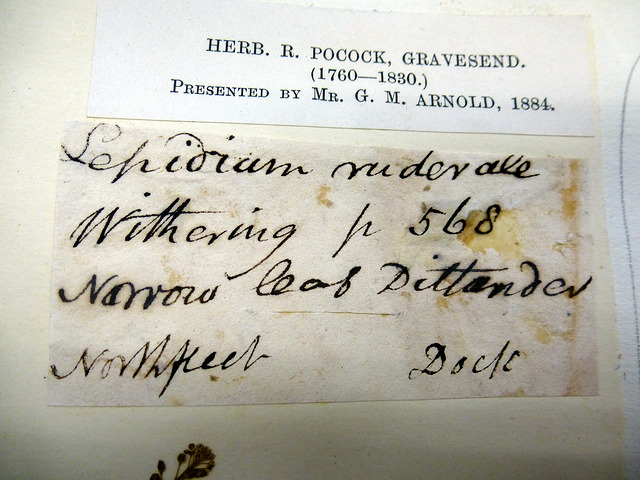 HERB. R. POCOCK, GRAVESEND.
(1760—1830.)
PRESENTED BY MR. G. M. ARNOLD, 1884.
Lepidium ruderale
Withering p 568
Narrow leaf Dittander
Northfleet Dock